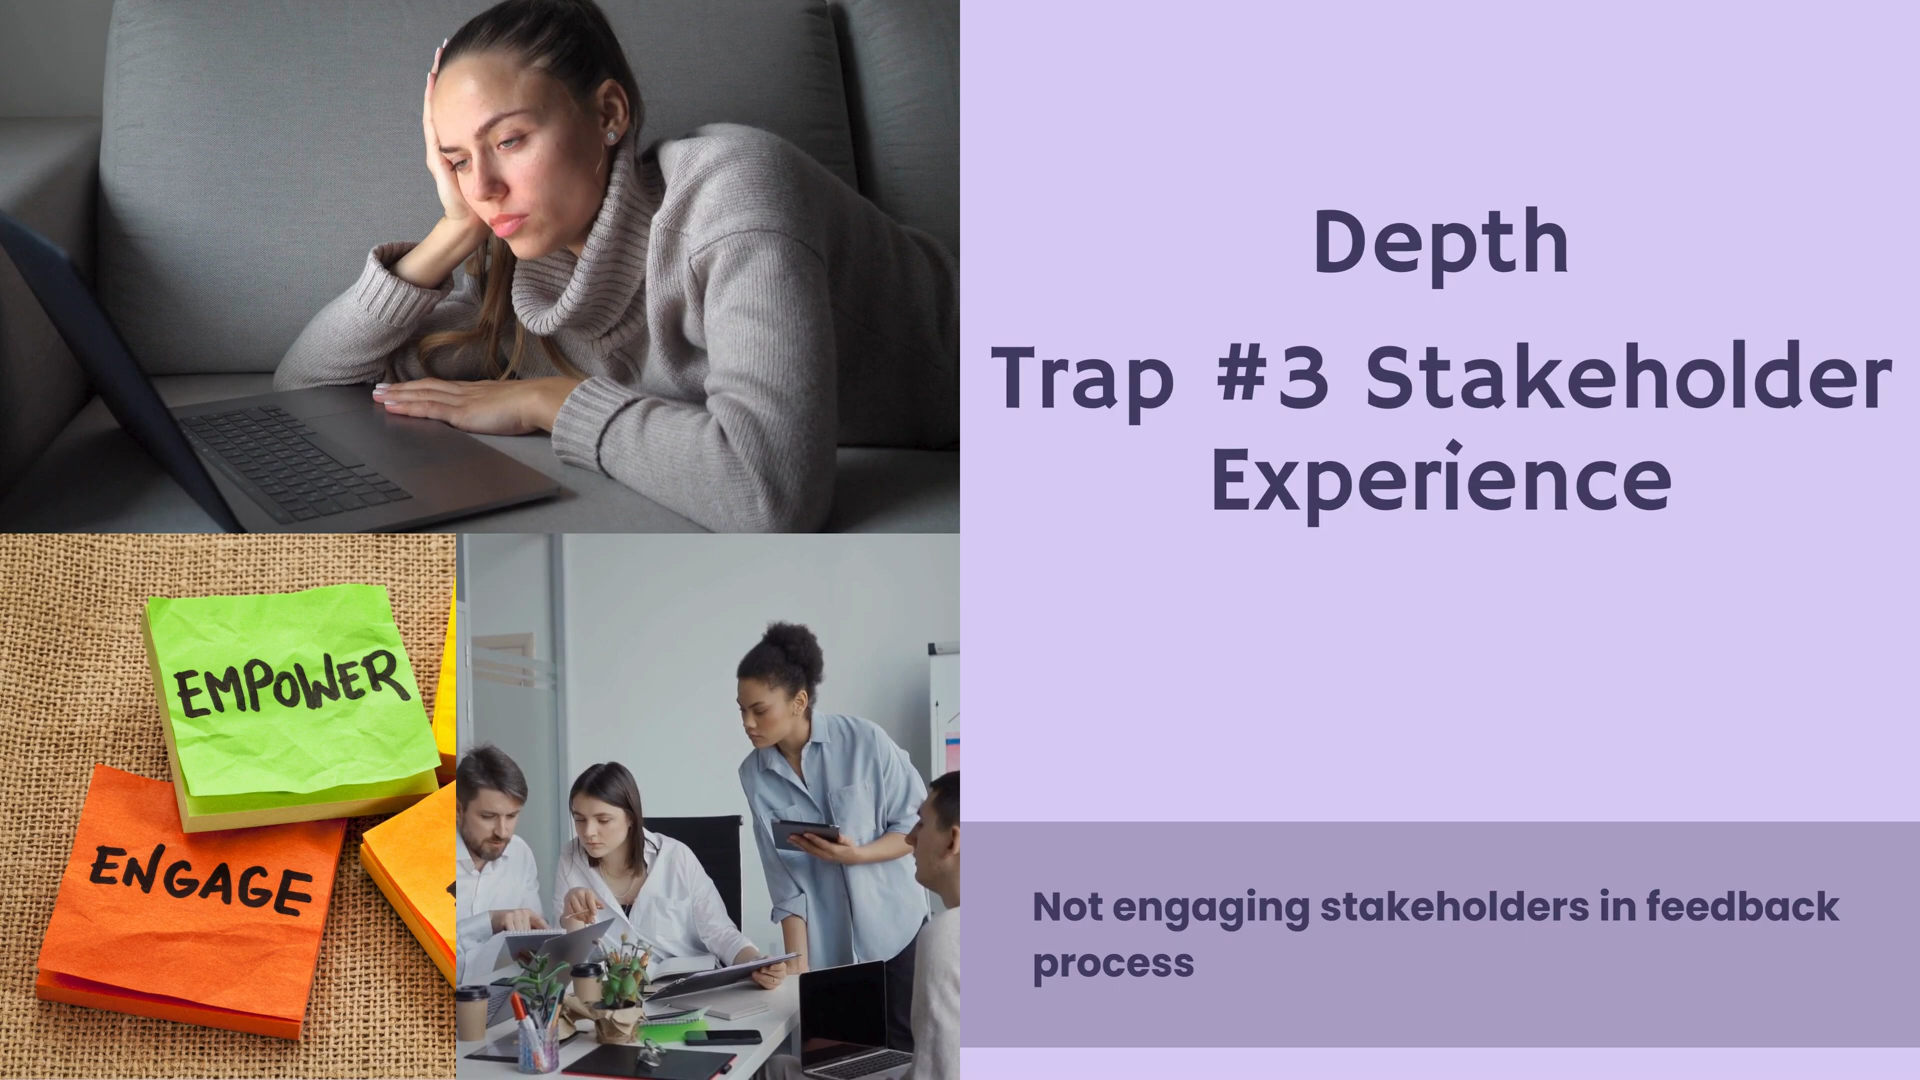 Depth
Trap #3 Stakeholder
Experience
EMPOWER
ENGAGE
Not engaging stakeholders in feedback
process